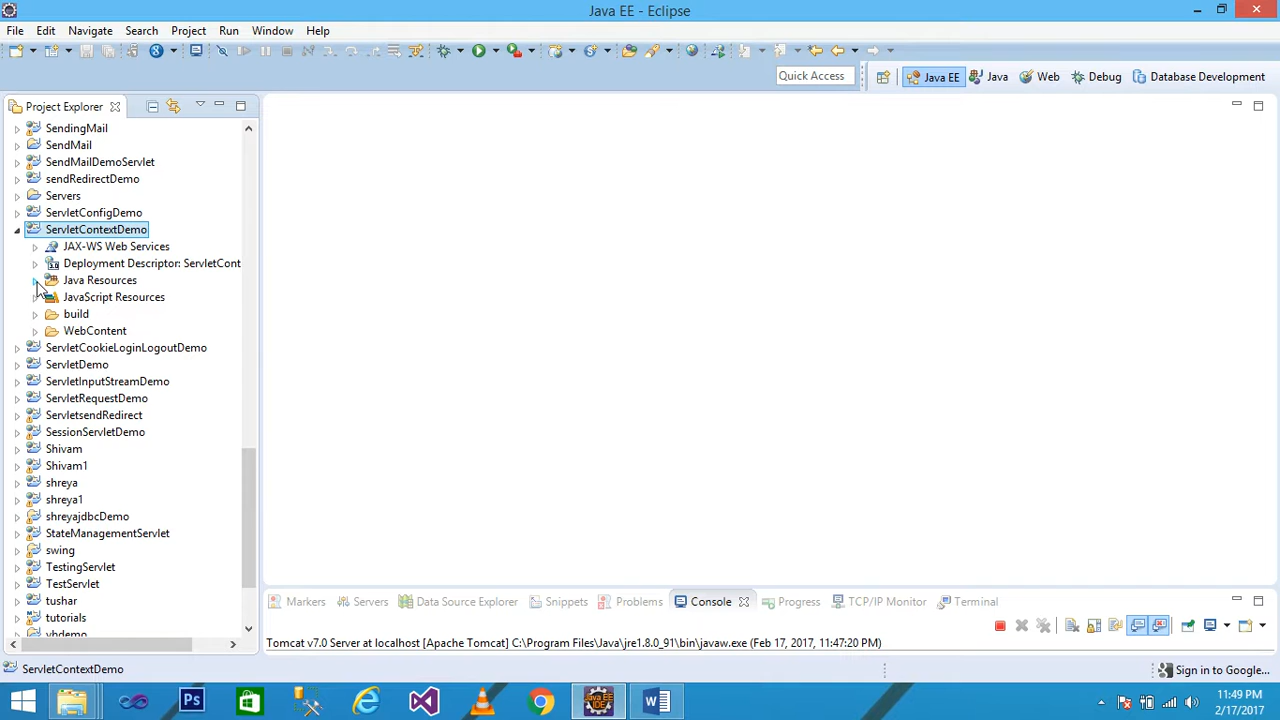 Java EE - Eclipse
File Edit Navigate Search Project Run Window Help
Quick Access
Java EE Java Web Debug Database Development
Project Explorer
SendingMail
SendMail
SendMailDemoServlet
sendRedirectDemo
Servers
ServletConfigDemo
ServletContextDemo
JAX-WS Web Services
Deployment Descriptor: ServletCont
Java Resources
JavaScript Resources
build
WebContent
ServletCookieLoginLogoutDemo
ServletDemo
ServletInputStreamDemo
ServletRequestDemo
ServletsendRedirect
SessionServletDemo
Shivam
Shivam1
shreya
shreya1
shreyajdbcDemo
StateManagementServlet
swing
TestingServlet
TestServlet
tushar
tutorials
vhdemo
Markers Servers Data Source Explorer Snippets Problems Console Progress TCP/IP Monitor Terminal
Tomcat v7.0 Server at localhost [Apache Tomcat] C:\Program Files\Java\jre1.8.0_91\bin\javaw.exe (Feb 17, 2017, 11:47:20 PM)
ServletContextDemo
Sign in to Google...
11:49 PM
2/17/2017